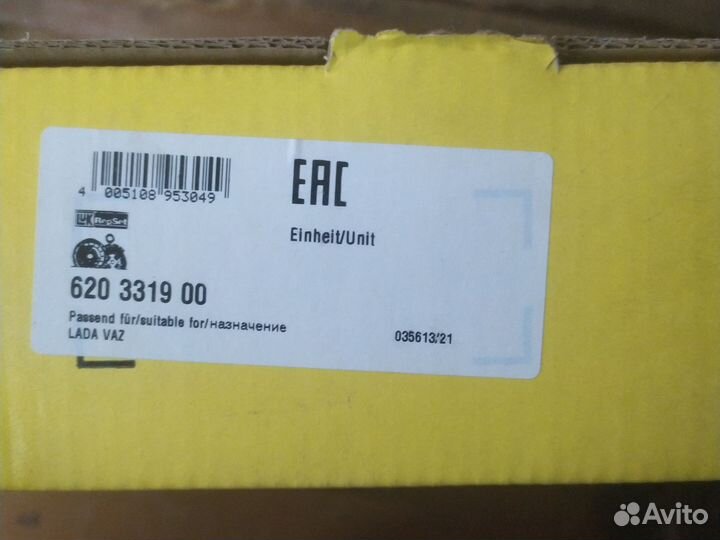 4 005108 953049
EAC
LuK RepSet
Einheit/Unit
620 3319 00
Passend für/suitable for/назначение
LADA VAZ
035613/21
Avito